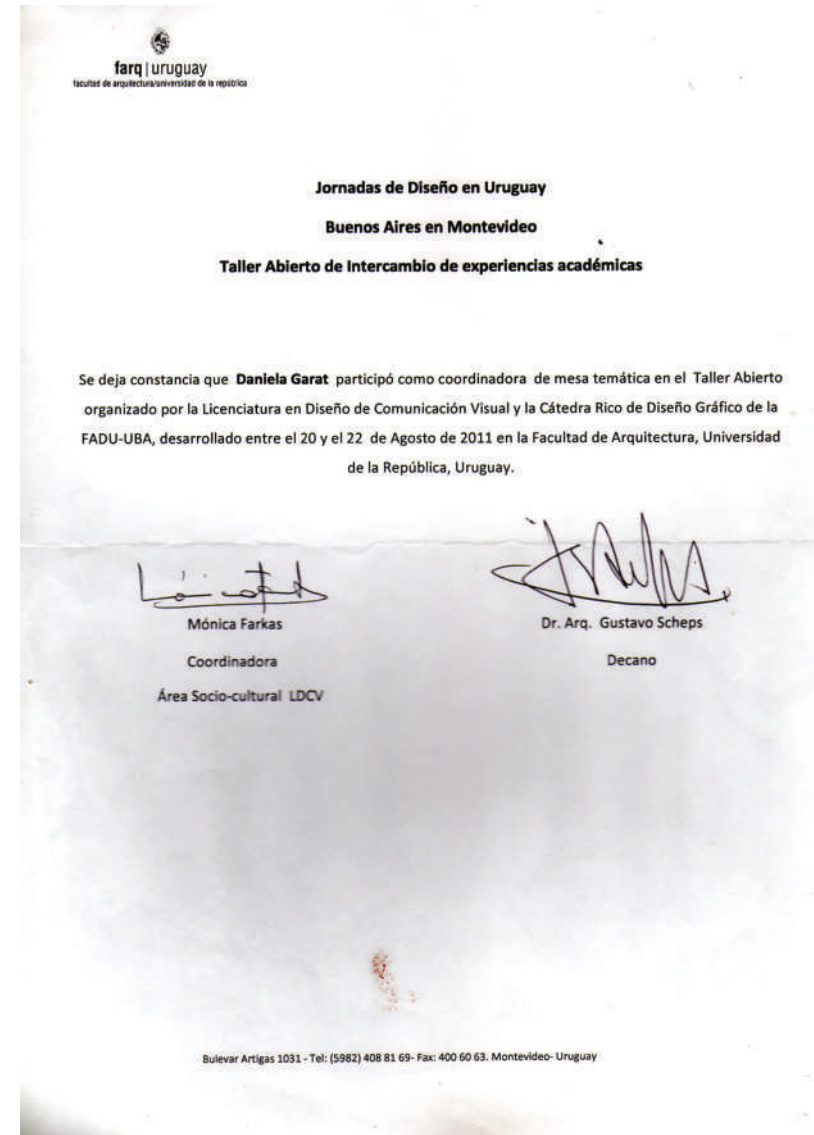 farq | uruguay
facultad de arquitectura/universidad de la república
Jornadas de Diseño en Uruguay
Buenos Aires en Montevideo
Taller Abierto de Intercambio de experiencias académicas
Se deja constancia que Daniela Garat participó como coordinadora de mesa temática en el Taller Abierto
organizado por la Licenciatura en Diseño de Comunicación Visual y la Cátedra Rico de Diseño Gráfico de la
FADU-UBA, desarrollado entre el 20 y el 22 de Agosto de 2011 en la Facultad de Arquitectura, Universidad
de la República, Uruguay.
Mónica Farkas
Coordinadora
Área Socio-cultural LDCV
Dr. Arq. Gustavo Scheps
Decano
Bulevar Artigas 1031 - Tel: (5982) 408 81 69- Fax: 400 60 63. Montevideo- Uruguay